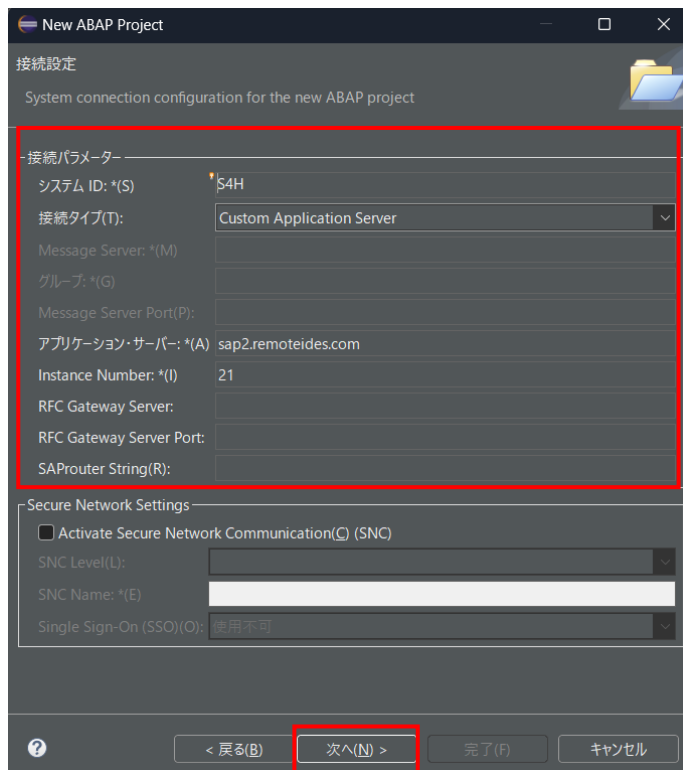 New ABAP Project
接続設定
System connection configuration for the new ABAP project
接続パラメーター
システム ID: *(S) S4H
接続タイプ(T): Custom Application Server
Message Server: *(M)
グループ: *(G)
Message Server Port(P):
アプリケーション・サーバー: *(A) sap2.remoteides.com
Instance Number: *(I) 21
RFC Gateway Server:
RFC Gateway Server Port:
SAProuter String(R):
Secure Network Settings
Activate Secure Network Communication(C) (SNC)
SNC Level(L):
SNC Name: *(E)
Single Sign-On (SSO)(O): 使用不可
? < 戻る(B) 次へ(N) > 完了(F) キャンセル